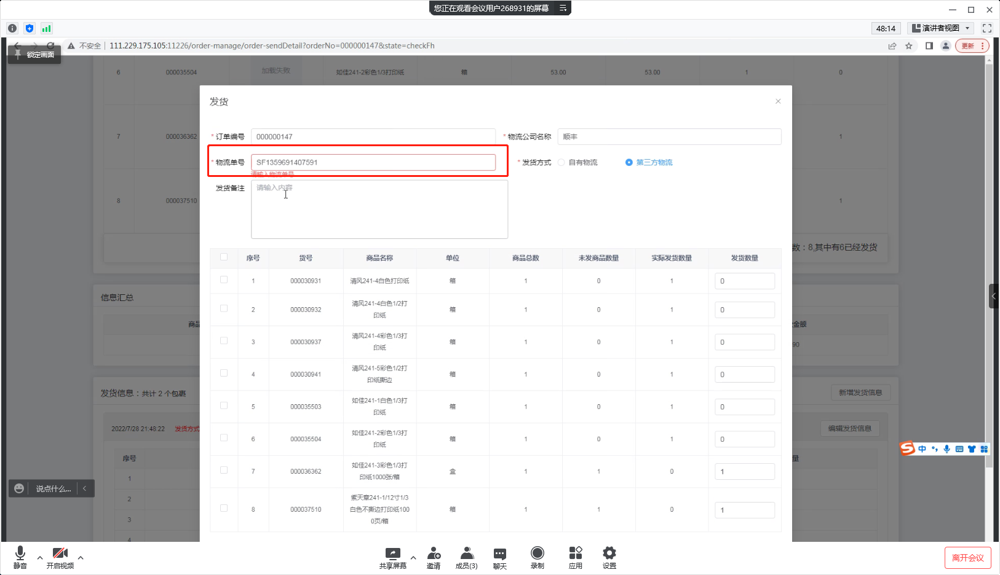 您正在观看会议用户268931的屏幕
48:14
演讲者视图
不安全
111.229.175.105:11226/order-manage/order-sendDetail?orderNo=000000147&state=checkFh
更新
锁定画面
6 000035504 加载失败 如佳241-2彩色1/3打印纸 箱 53.00 53.00 1 0
7 000036362 1
8 000037510 1
数：8,其中有6已经发货
发货
* 订单编号 000000147
* 物流公司名称 顺丰
* 物流单号 SF1359691407591
请输入物流单号
* 发货方式 自有物流 第三方物流
发货备注 请输入内容
序号 货号 商品名称 单位 商品总数 未发商品数量 实际发货数量 发货数量
1 000030931 清风241-4白色打印纸 箱 1 0 1 0
2 000030932 清风241-4白色1/2打
印纸 箱 1 0 1 0
3 000030937 清风241-4彩色1/3打
印纸 箱 1 0 1 0
4 000030941 清风241-5彩色1/2打
印纸撕边 箱 1 0 1 0
5 000035503 如佳241-1白色1/3打
印纸 箱 1 0 1 0
6 000035504 如佳241-2彩色1/3打
印纸 箱 1 0 1 0
7 000036362 如佳241-3彩色1/3打
印纸1000张/箱 盒 1 1 0 1
8 000037510 紫天章241-1/12寸1/3
白色不撕边打印纸100
0页/箱 箱 1 1 0 1
信息汇总
商品
金额
90
发货信息：共计 2 个包裹
新增发货信息
2022/7/28 21:48:22 发货方式
编辑发货信息
序号
量
1
2
3
4
中
说点什么...
静音
开启视频
共享屏幕
邀请
成员(3)
聊天
录制
应用
设置
离开会议